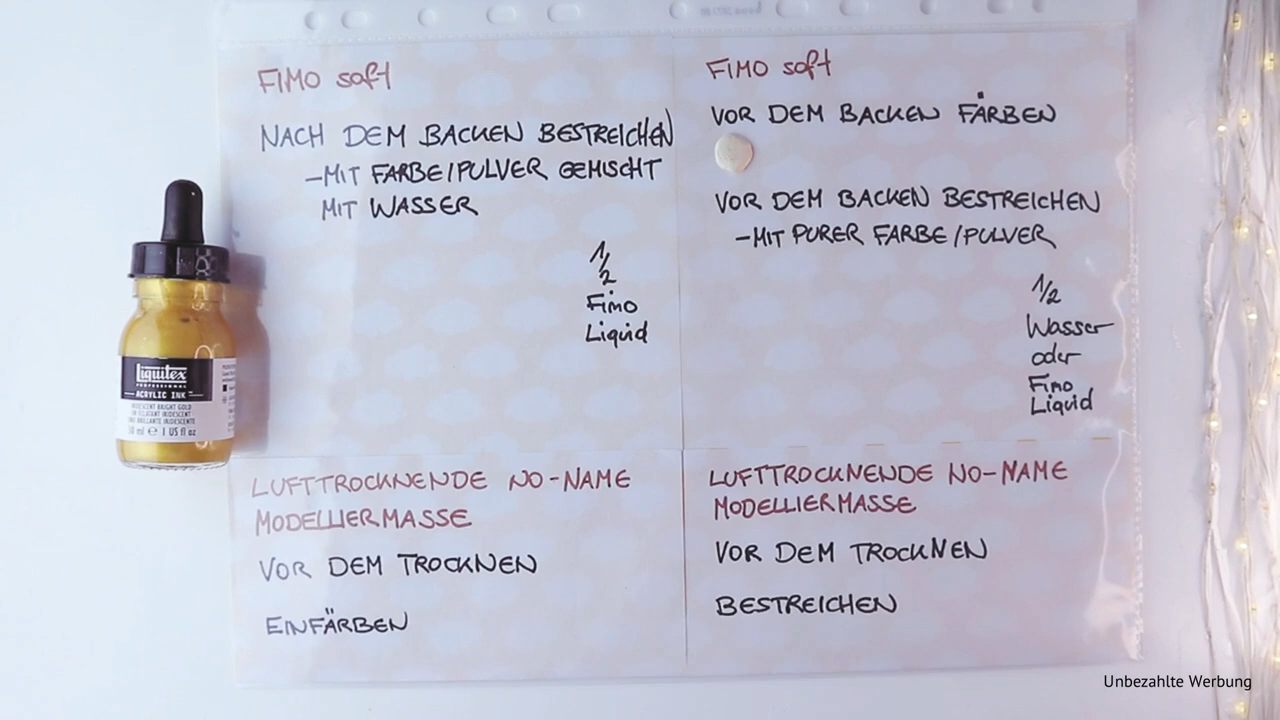 FIMO soft
NACH DEM BACKEN BESTREICHEN
-MIT FARBE/PULVER GEMISCHT
MIT WASSER
1/2
Fimo
Liquid
FIMO soft
VOR DEM BACKEN FÄRBEN
VOR DEM BACKEN BESTREICHEN
-MIT PURER FARBE/PULVER
1/2
Wasser
oder
Fimo
Liquid
Liquitex
PROFESSIONAL
ACRYLIC INK
IRIDESCENT BRIGHT GOLD
30 ml e 1 US fl oz
LUFTTROCKNENDE NO-NAME
MODELLIERMASSE
VOR DEM TROCKNEN
EINFÄRBEN
LUFTTROCKNENDE NO-NAME
MODELLIERMASSE
VOR DEM TROCKNEN
BESTREICHEN
Unbezahlte Werbung